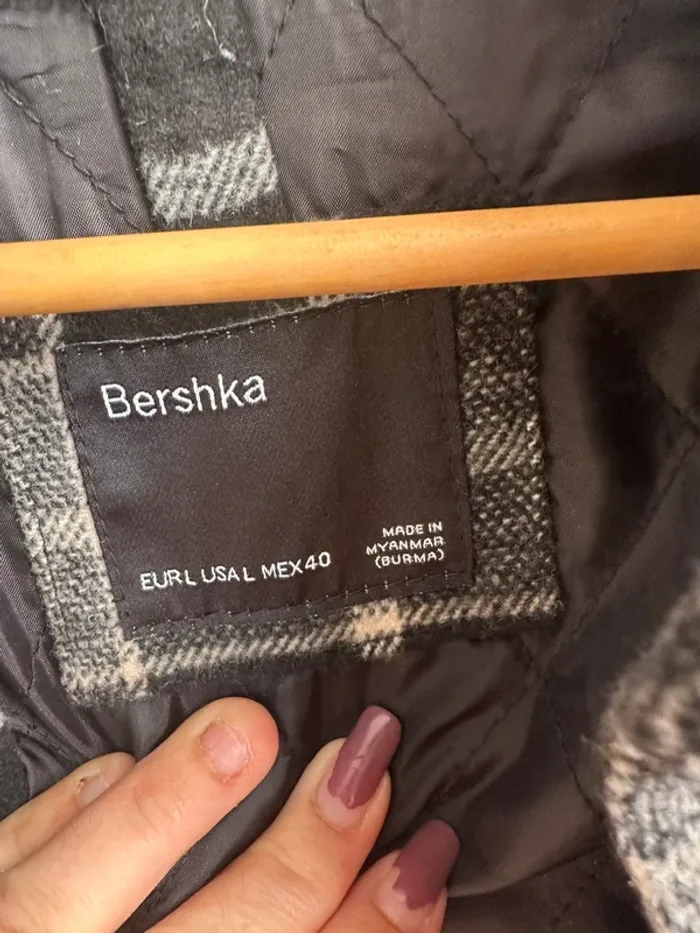 Bershka
EUR L USA L MEX 40
MADE IN
MYANMAR
(BURMA)